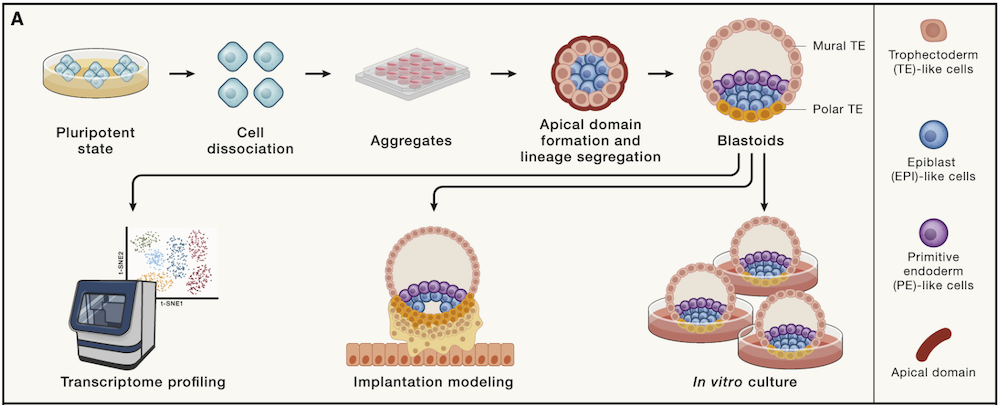 A
Pluripotent
state
Cell
dissociation
Aggregates
Apical domain
formation and
lineage segregation
Mural TE
Polar TE
Blastoids
t-SNE2
t-SNE1
Transcriptome profiling
Implantation modeling
In vitro culture
Trophectoderm
(TE)-like cells
Epiblast
(EPI)-like cells
Primitive
endoderm
(PE)-like cells
Apical domain